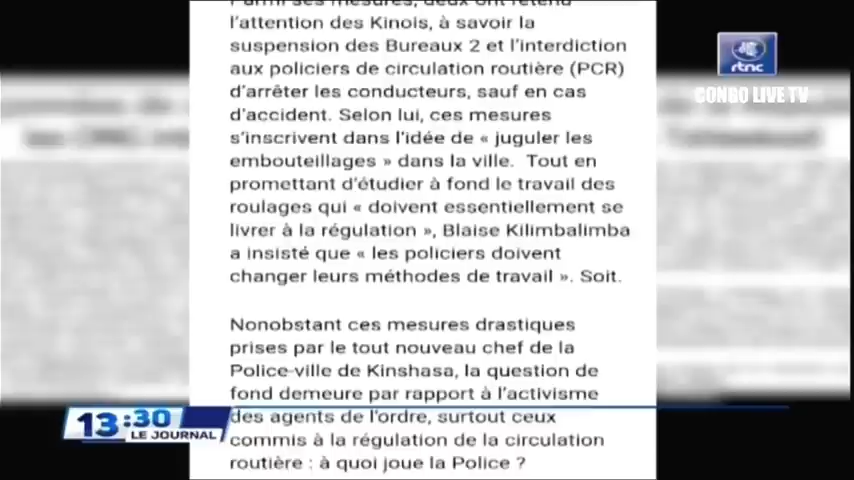 Parmi ses mesures, deux ont retenu
l'attention des Kinois, à savoir la
suspension des Bureaux 2 et l'interdiction
aux policiers de circulation routière (PCR)
d'arrêter les conducteurs, sauf en cas
d'accident. Selon lui, ces mesures
s'inscrivent dans l'idée de « juguler les
embouteillages » dans la ville. Tout en
promettant d'étudier à fond le travail des
roulages qui « doivent essentiellement se
livrer à la régulation », Blaise Kilimbalimba
a insisté que « les policiers doivent
changer leurs méthodes de travail ». Soit.
Nonobstant ces mesures drastiques
prises par le tout nouveau chef de la
Police-ville de Kinshasa, la question de
fond demeure par rapport à l'activisme
des agents de l'ordre, surtout ceux
commis à la régulation de la circulation
routière : à quoi joue la Police ?
rtnc
CONGO LIVE TV
13:30
LE JOURNAL